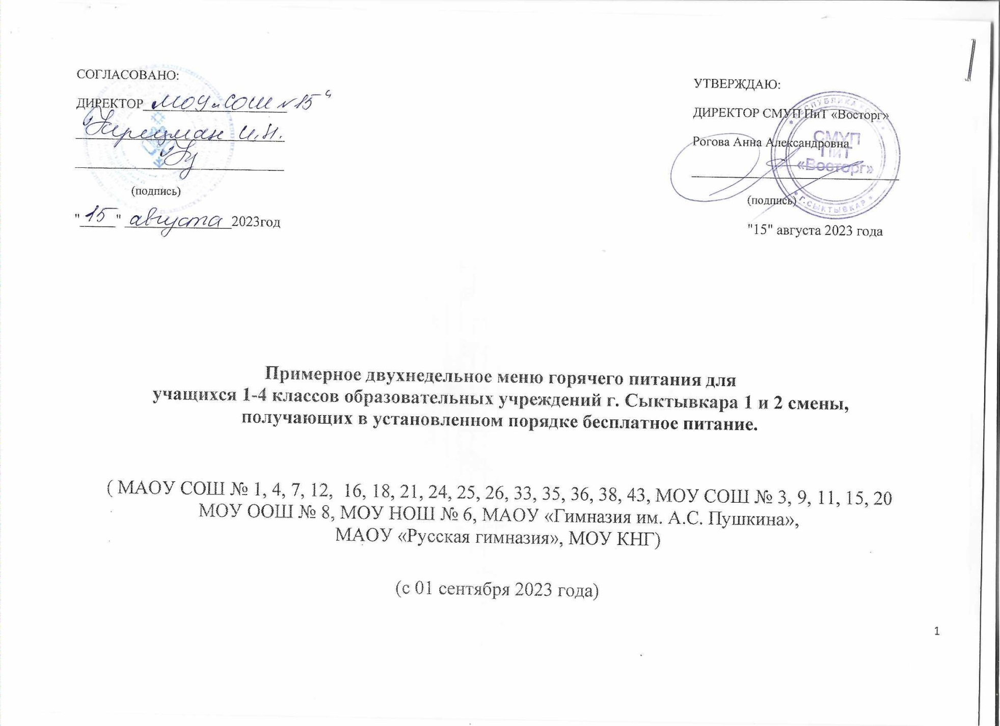 СОГЛАСОВАНО:
ДИРЕКТОР МОУ "СОШ №15"
И.Н.
(подпись)
"15" августа 2023год
УТВЕРЖДАЮ:
ДИРЕКТОР СМУП ПиТ «Восторг»
Рогова Анна Александровна
(подпись)
"15" августа 2023 года
РЕСПУБЛИКА КОМИ
СМУП
ПиТ
«Восторг»
* Г.СЫКТЫВКАР *
Примерное двухнедельное меню горячего питания для
учащихся 1-4 классов образовательных учреждений г. Сыктывкара 1 и 2 смены,
получающих в установленном порядке бесплатное питание.
( МАОУ СОШ № 1, 4, 7, 12, 16, 18, 21, 24, 25, 26, 33, 35, 36, 38, 43, МОУ СОШ № 3, 9, 11, 15, 20
МОУ ООШ № 8, МОУ НОШ № 6, МАОУ «Гимназия им. А.С. Пушкина»,
МАОУ «Русская гимназия», МОУ КНГ)
(с 01 сентября 2023 года)
1